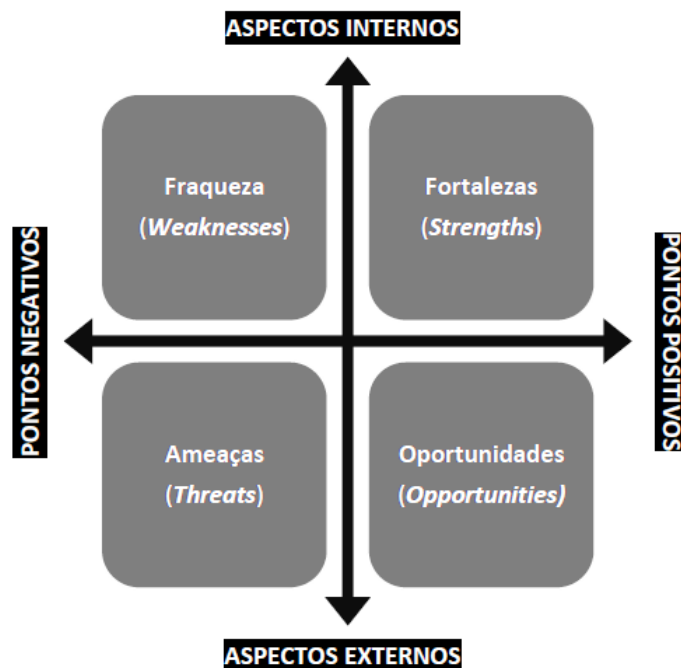 ASPECTOS INTERNOS
Fraqueza
(Weaknesses)
Fortalezas
(Strengths)
PONTOS NEGATIVOS
PONTOS POSITIVOS
Ameaças
(Threats)
Oportunidades
(Opportunities)
ASPECTOS EXTERNOS